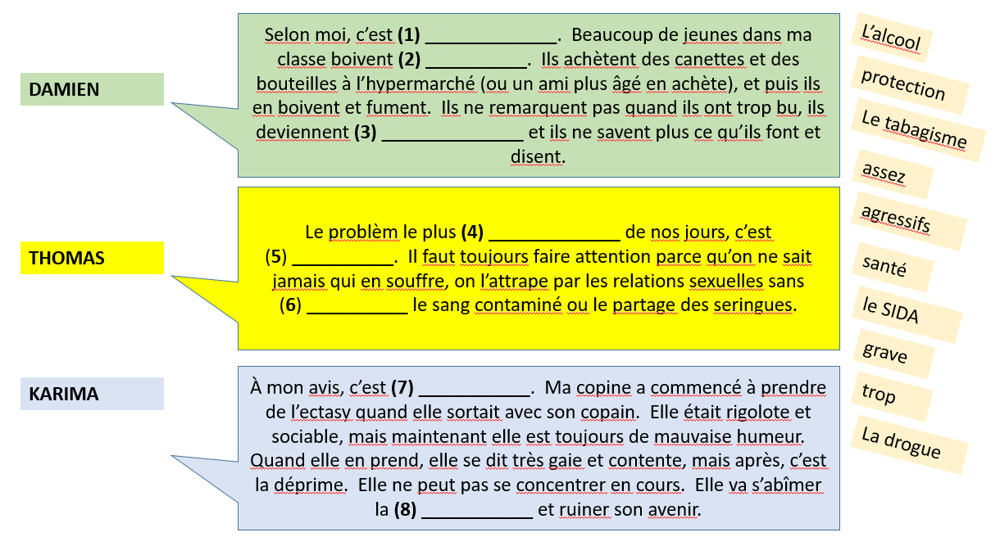 DAMIEN
Selon moi, c’est (1) _____________. Beaucoup de jeunes dans ma
classe boivent (2) __________. Ils achètent des canettes et des
bouteilles à l’hypermarché (ou un ami plus âgé en achète), et puis ils
en boivent et fument. Ils ne remarquent pas quand ils ont trop bu, ils
deviennent (3) ______________ et ils ne savent plus ce qu’ils font et
disent.
THOMAS
Le problèm le plus (4) _____________ de nos jours, c’est
(5) __________. Il faut toujours faire attention parce qu’on ne sait
jamais qui en souffre, on l’attrape par les relations sexuelles sans
(6) __________ le sang contaminé ou le partage des seringues.
KARIMA
À mon avis, c’est (7) ___________. Ma copine a commencé à prendre
de l’ectasy quand elle sortait avec son copain. Elle était rigolote et
sociable, mais maintenant elle est toujours de mauvaise humeur.
Quand elle en prend, elle se dit très gaie et contente, mais après, c’est
la déprime. Elle ne peut pas se concentrer en cours. Elle va s’abîmer
la (8) ___________ et ruiner son avenir.
L’alcool
protection
Le tabagisme
assez
agressifs
santé
le SIDA
grave
trop
La drogue